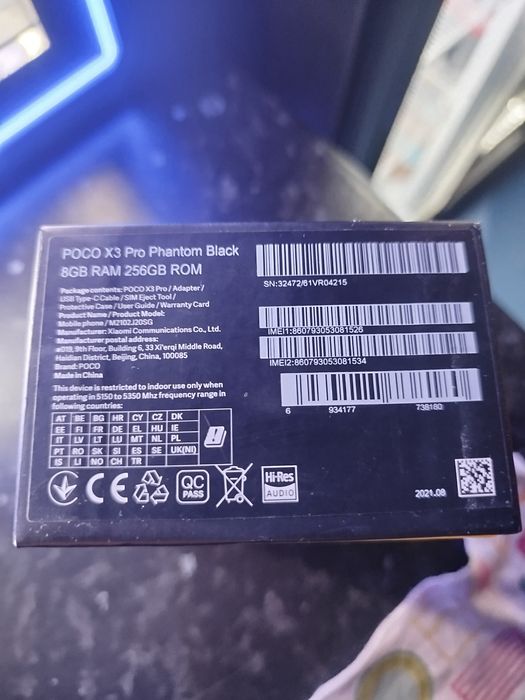 POCO X3 Pro Phantom Black
8GB RAM 256GB ROM
Package contents: POCO X3 Pro / Adapter /
USB Type-C Cable / SIM Eject Tool /
Protective Case / User Guide / Warranty Card
Product Name / Product Model:
Mobile phone / M2102J20SG
Manufacturer: Xiaomi Communications Co., Ltd.
Manufacturer postal address:
#019, 9th Floor, Building 6, 33 Xi'erqi Middle Road,
Haidian District, Beijing, China, 100085
Brand: POCO
Made in China
This device is restricted to indoor use only when
operating in 5150 to 5350 Mhz frequency range in
following countries:
AT BE BG HR CY CZ DK
EE FI FR DE EL HU IE
IT LV LT LU MT NL PL
PT RO SK SI ES SE UK(NI)
IS LI NO CH TR
SN:32472/61VR04215
IMEI1:860793053081526
IMEI2:860793053081534
6 934177 738180
CE
QC
PASS
Hi-Res
AUDIO
2021.09